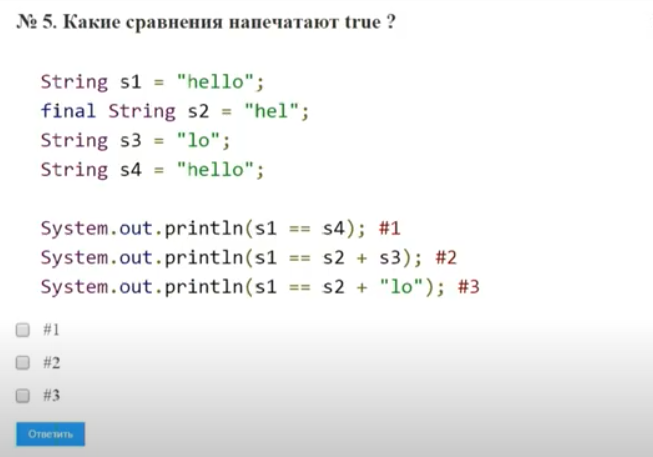 № 5. Какие сравнения напечатают true ?
String s1 = "hello";
final String s2 = "hel";
String s3 = "lo";
String s4 = "hello";
System.out.println(s1 == s4); #1
System.out.println(s1 == s2 + s3); #2
System.out.println(s1 == s2 + "lo"); #3
#1
#2
#3
Ответить